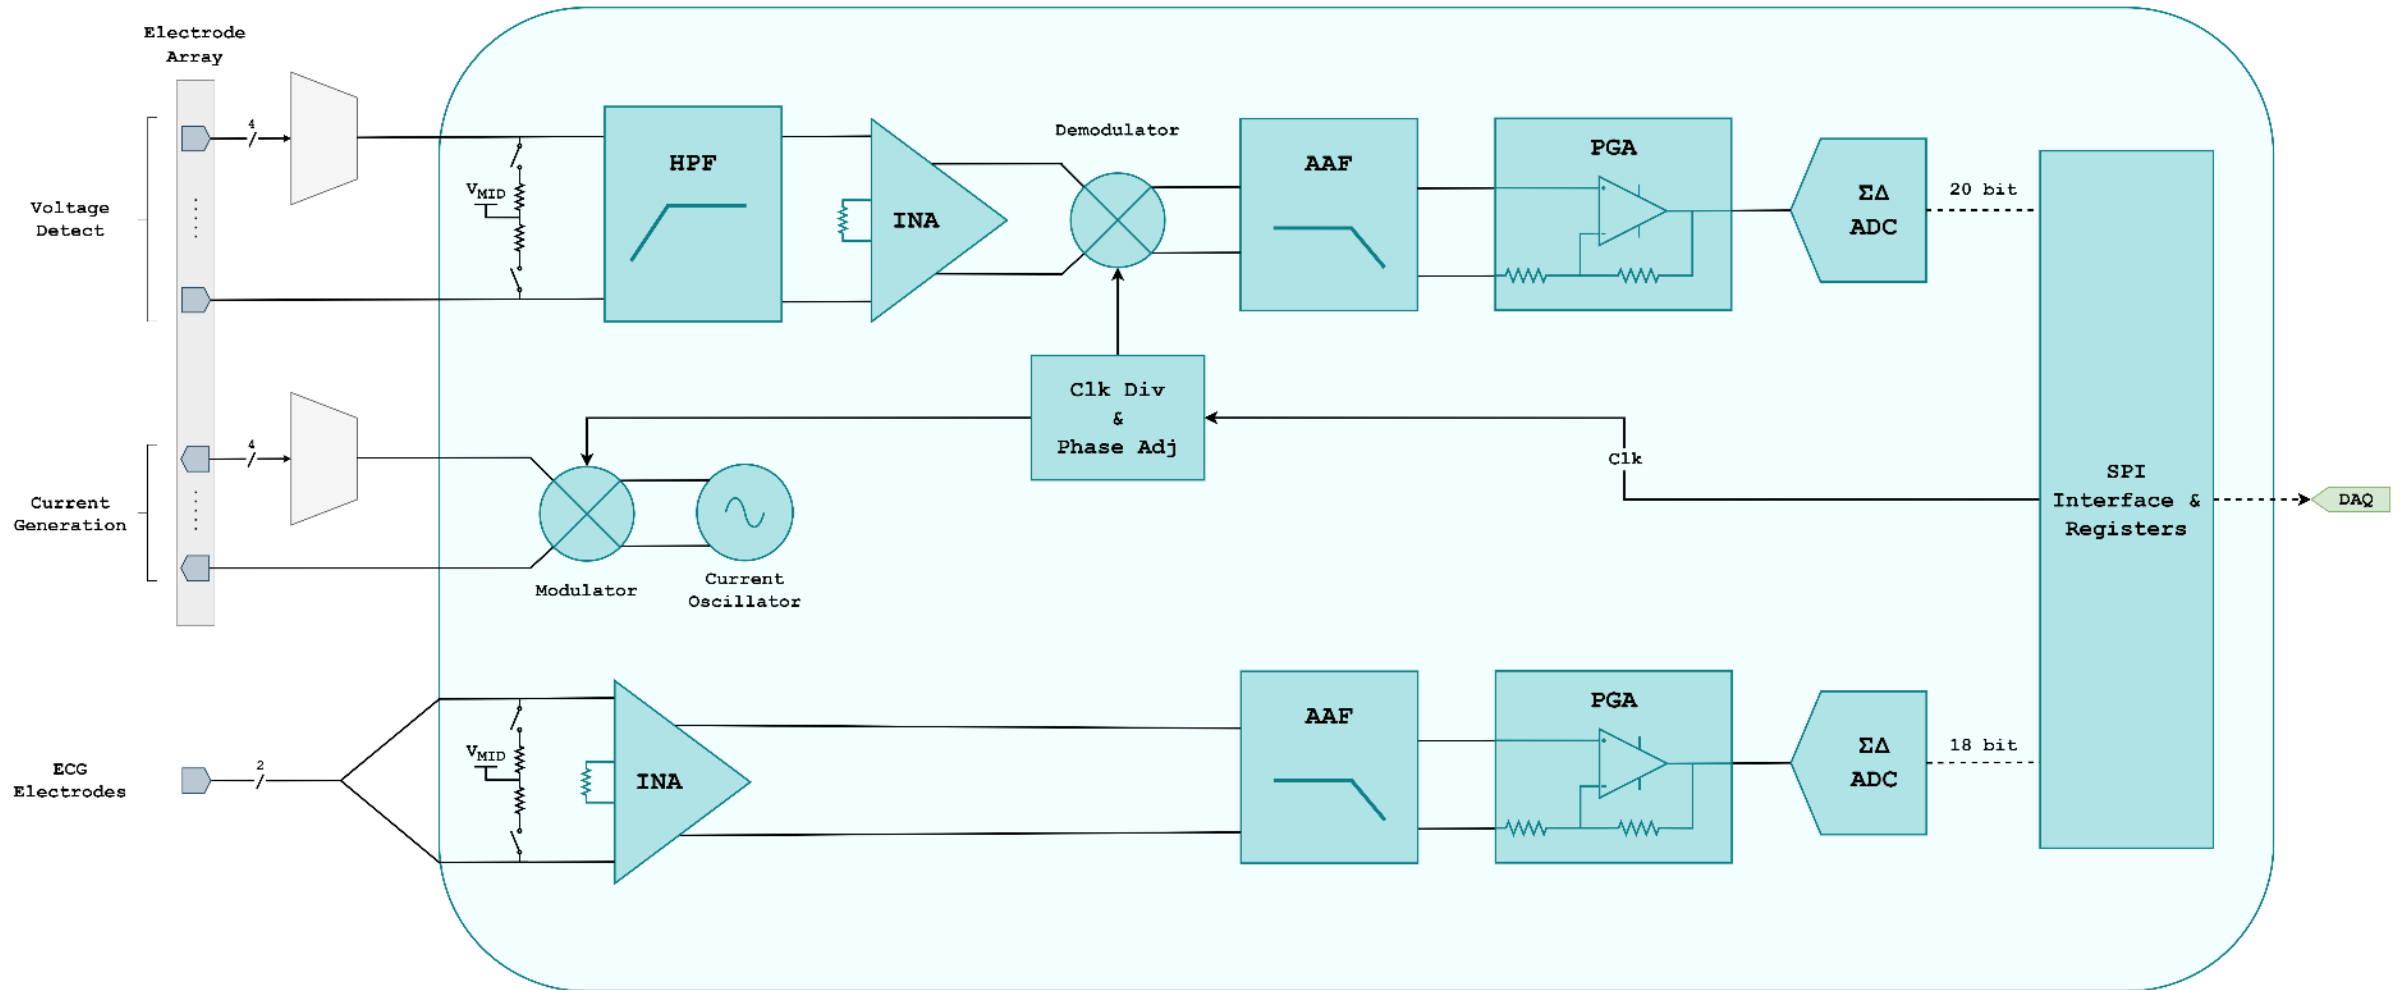 Electrode
Array
Voltage
Detect
4
V_MID
HPF
INA
Demodulator
AAF
PGA
ΣΔ
ADC
20 bit
Clk Div
&
Phase Adj
Clk
Current
Generation
4
Modulator
Current
Oscillator
SPI
Interface &
Registers
DAQ
ECG
Electrodes
2
V_MID
INA
AAF
PGA
ΣΔ
ADC
18 bit